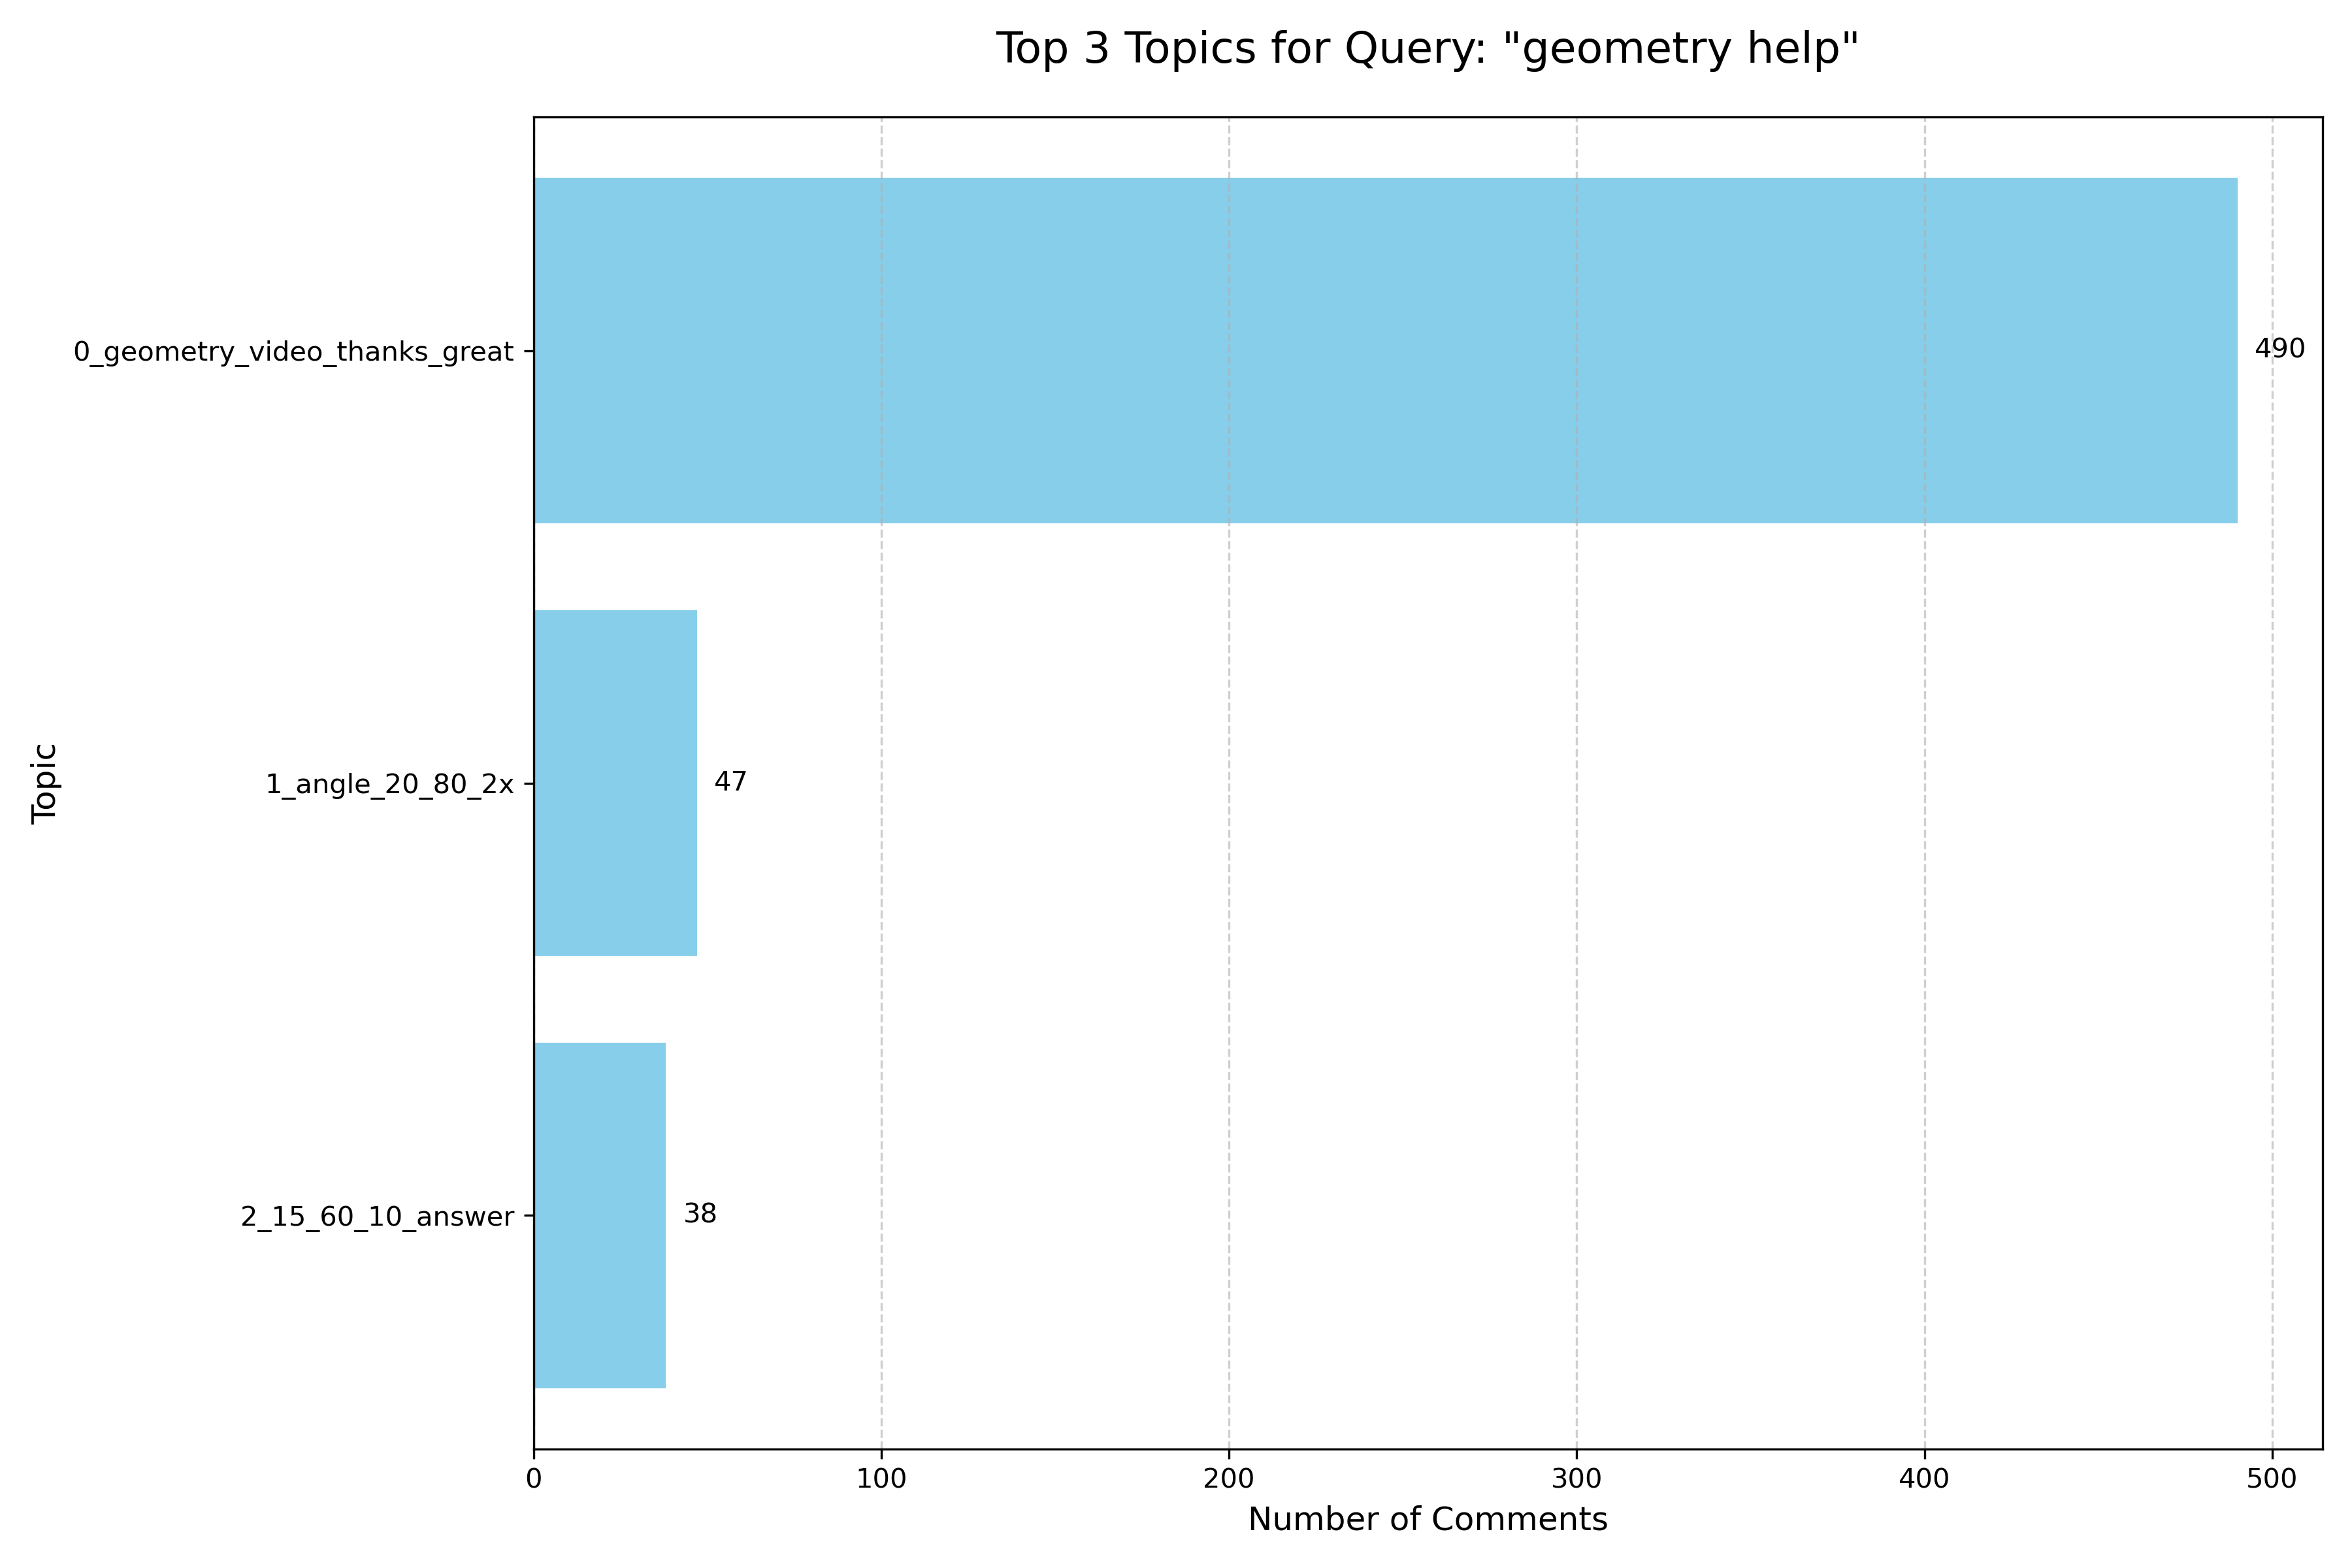 Top 3 Topics for Query: "geometry help"
0_geometry_video_thanks_great
490
1_angle_20_80_2x
47
2_15_60_10_answer
38
Topic
0 100 200 300 400 500
Number of Comments